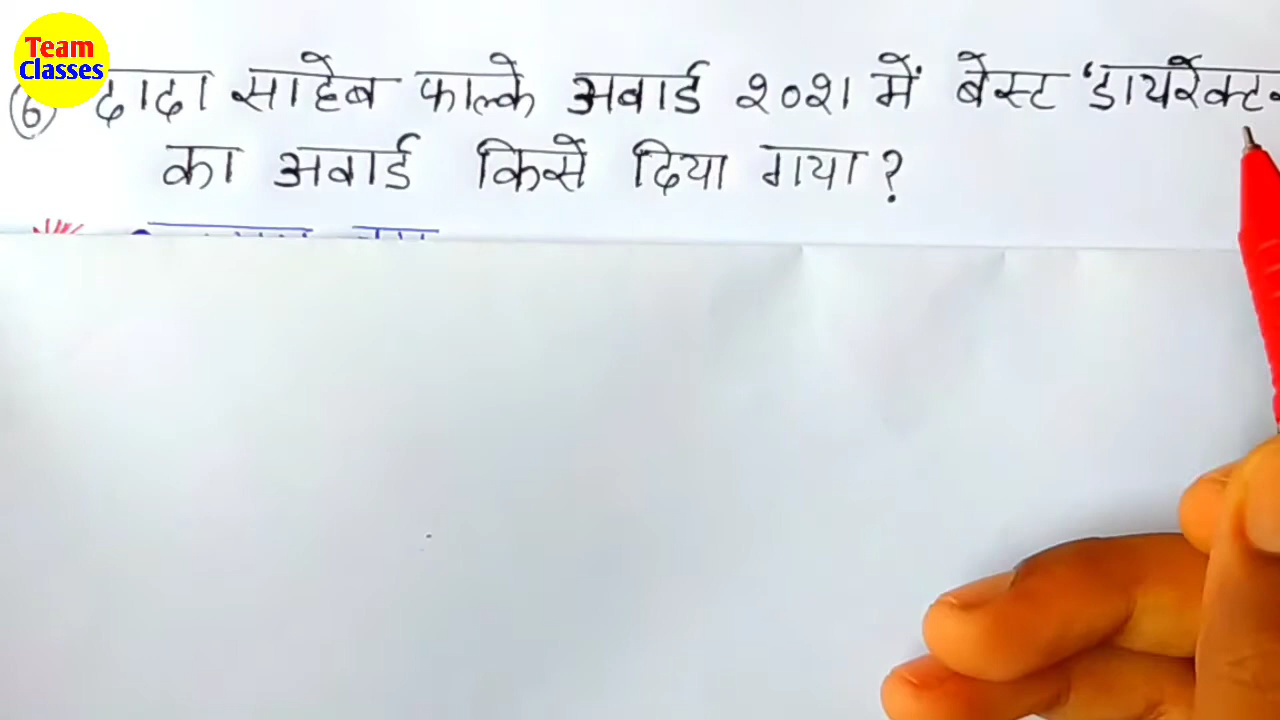 Team
Classes
6 दादा साहेब फाल्के अवार्ड २०२१ में बेस्ट 'डायरेक्टर
का अवार्ड किसे दिया गया?